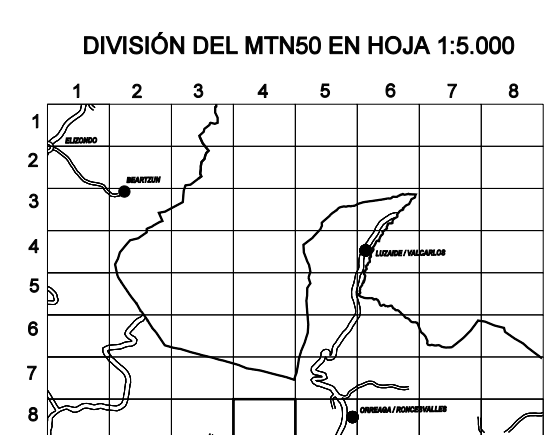 DIVISIÓN DEL MTN50 EN HOJA 1:5.000
1 2 3 4 5 6 7 8
1
ELIZONDO
2
BEARTZUN
3
4
LUZAIDE / VALCARLOS
5
6
7
8
ORREAGA / RONCESVALLES